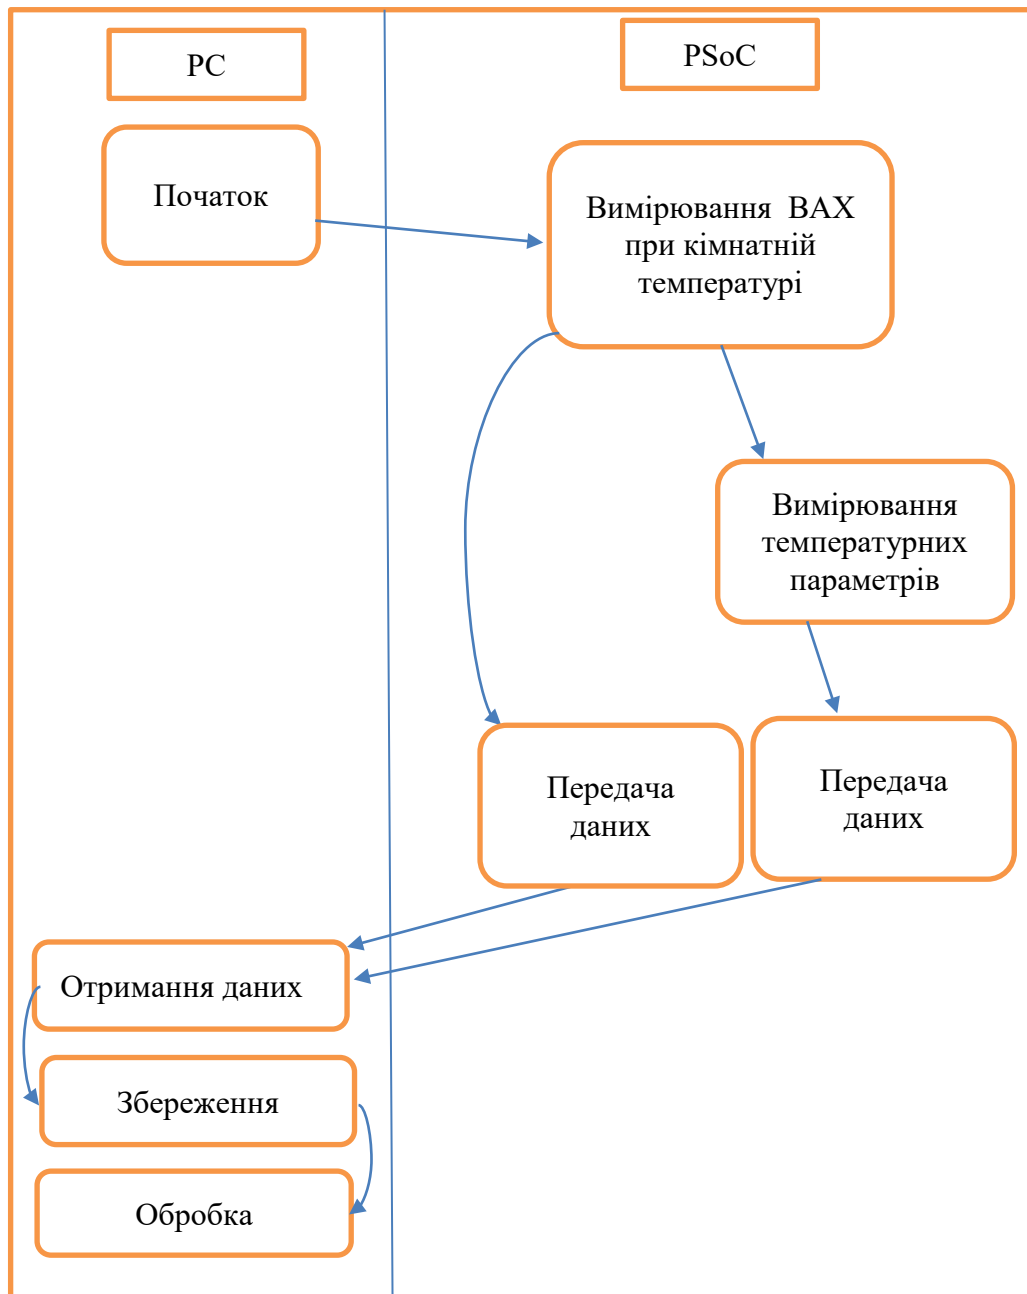 PC
PSoC
Початок
Вимірювання ВАХ
при кімнатній
температурі
Вимірювання
температурних
параметрів
Передача
даних
Передача
даних
Отримання даних
Збереження
Обробка